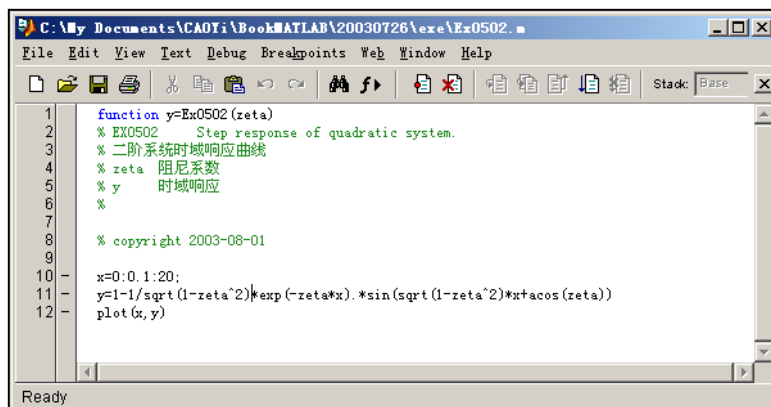 C:\My Documents\CAOYi\BookMATLAB\20030726\exe\Ex0502.m
File Edit View Text Debug Breakpoints Web Window Help
Stack: Base
1 function y=Ex0502(zeta)
2 % EX0502 Step response of quadratic system.
3 % 二阶系统时域响应曲线
4 % zeta 阻尼系数
5 % y 时域响应
6 %
7
8 % copyright 2003-08-01
9
10 - x=0:0.1:20;
11 - y=1-1/sqrt(1-zeta^2)*exp(-zeta*x).*sin(sqrt(1-zeta^2)*x+acos(zeta))
12 - plot(x,y)
Ready